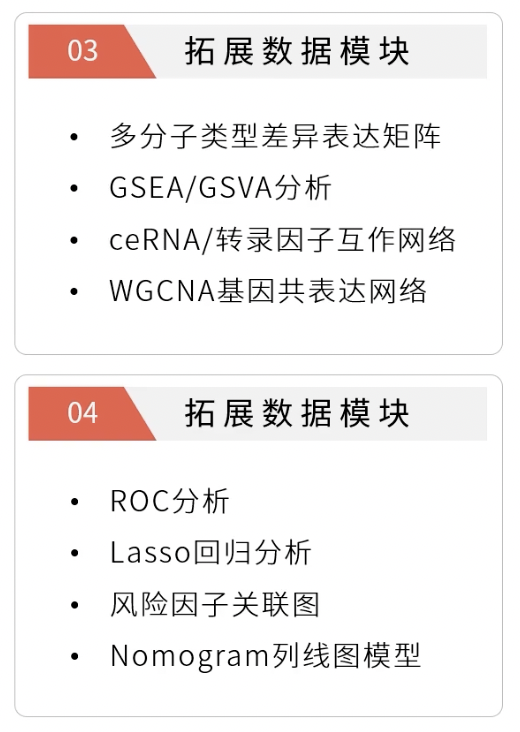 03 拓展数据模块
• 多分子类型差异表达矩阵
• GSEA/GSVA分析
• ceRNA/转录因子互作网络
• WGCNA基因共表达网络
04 拓展数据模块
• ROC分析
• Lasso回归分析
• 风险因子关联图
• Nomogram列线图模型